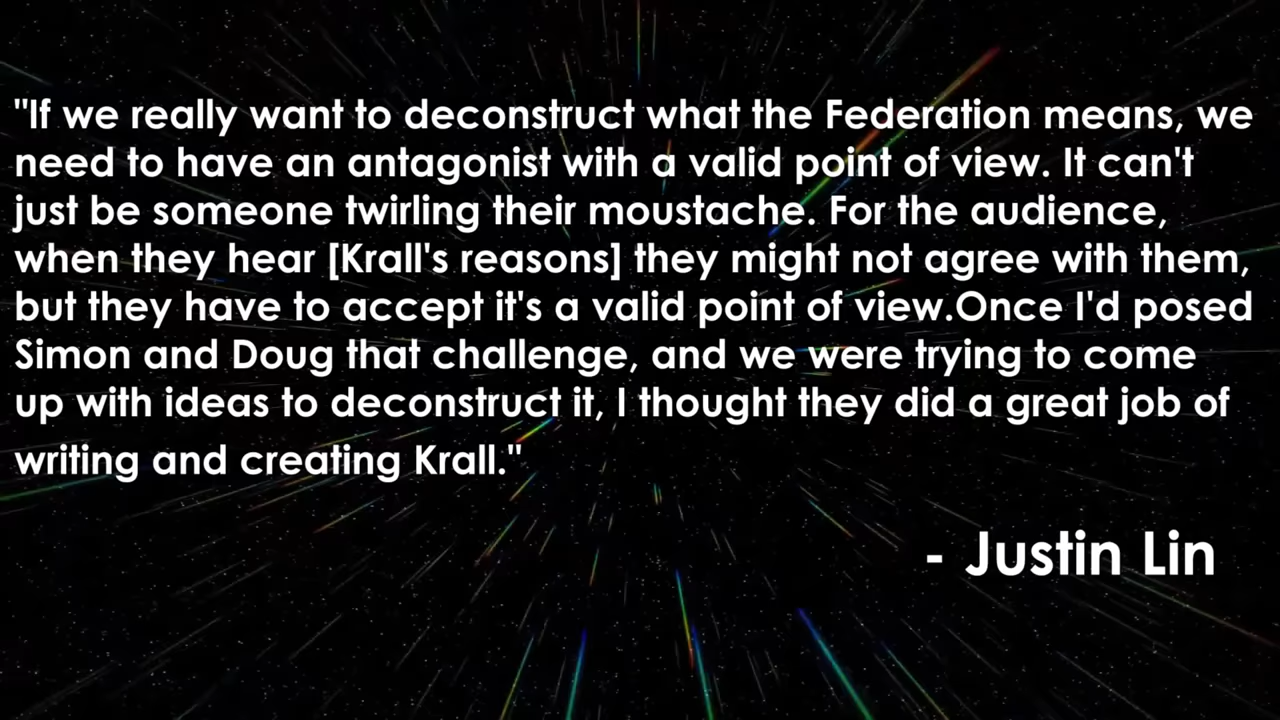 "If we really want to deconstruct what the Federation means, we
need to have an antagonist with a valid point of view. It can't
just be someone twirling their moustache. For the audience,
when they hear [Krall's reasons] they might not agree with them,
but they have to accept it's a valid point of view.Once I'd posed
Simon and Doug that challenge, and we were trying to come
up with ideas to deconstruct it, I thought they did a great job of
writing and creating Krall."
- Justin Lin